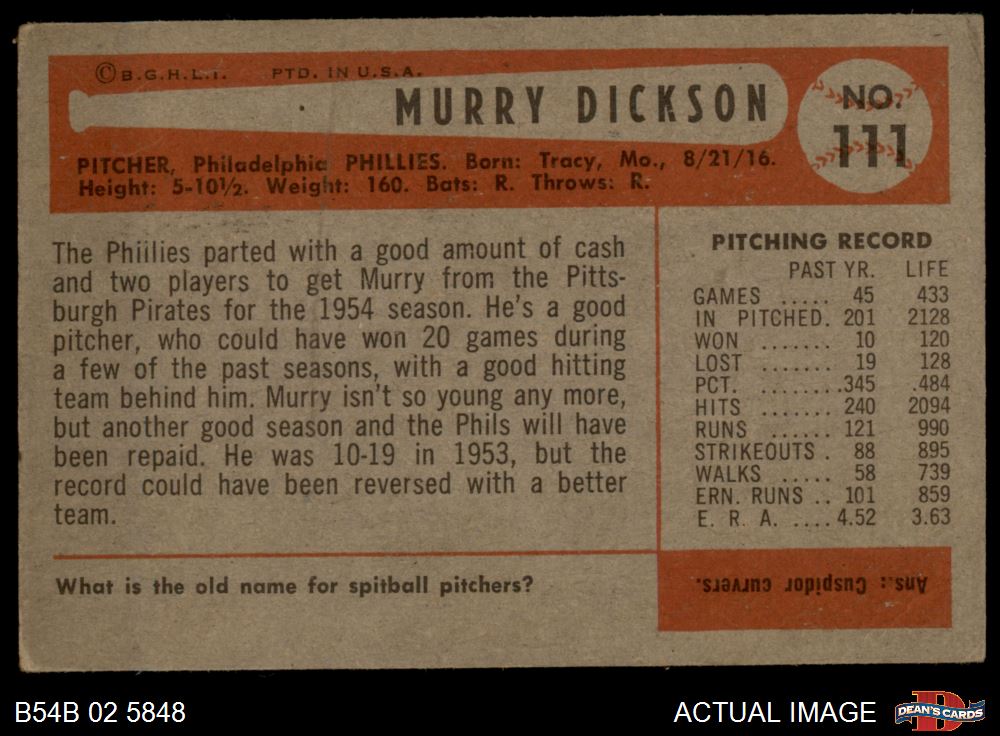 ©B.G.H.L.I. PTD. IN U.S.A.
MURRY DICKSON
NO.
111
PITCHER, Philadelphia PHILLIES. Born: Tracy, Mo., 8/21/16.
Height: 5-10½. Weight: 160. Bats: R. Throws: R.
The Phillies parted with a good amount of cash
and two players to get Murry from the Pitts-
burgh Pirates for the 1954 season. He's a good
pitcher, who could have won 20 games during
a few of the past seasons, with a good hitting
team behind him. Murry isn't so young any more,
but another good season and the Phils will have
been repaid. He was 10-19 in 1953, but the
record could have been reversed with a better
team.
PITCHING RECORD
PAST YR. LIFE
GAMES ..... 45 433
IN PITCHED. 201 2128
WON ....... 10 120
LOST ....... 19 128
PCT. ........345 .484
HITS ....... 240 2094
RUNS ...... 121 990
STRIKEOUTS . 88 895
WALKS ..... 58 739
ERN. RUNS .. 101 859
E. R. A. .... 4.52 3.63
What is the old name for spitball pitchers?
Ans.: Cuspidor curvers.
B54B 02 5848
ACTUAL IMAGE
DEAN'S CARDS